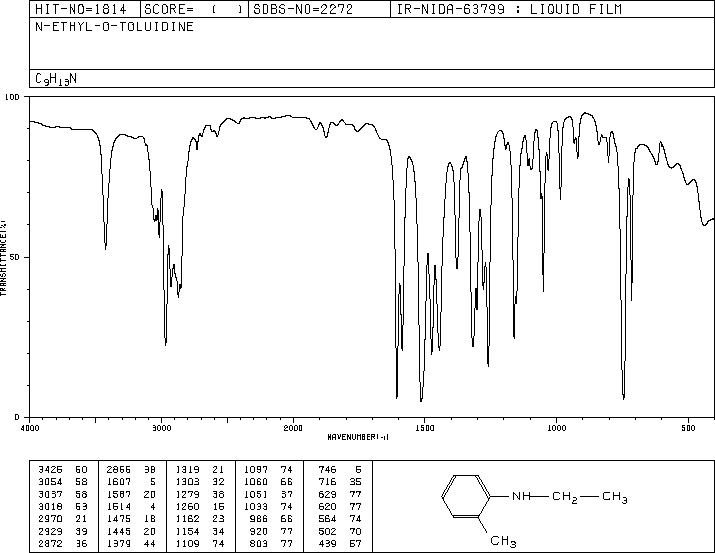 HIT-NO=1814 SCORE= ( ) SDBS-NO=2272 IR-NIDA-63799 : LIQUID FILM
N-ETHYL-O-TOLUIDINE
C9H13N
100
50
0
TRANSMITTANCE(%)
4000 3000 2000 1500 1000 500
WAVENUMBER(-1)
3425 50 2866 38 1319 21 1097 74 746 5
3054 58 1607 5 1303 32 1060 66 716 35
3037 58 1587 20 1279 38 1051 37 629 77
3018 53 1514 4 1260 15 1033 74 620 77
2970 21 1475 18 1162 23 986 66 564 74
2929 39 1445 20 1154 34 920 77 502 70
2872 36 1379 44 1109 74 803 77 439 57
NH CH2 CH3
CH3